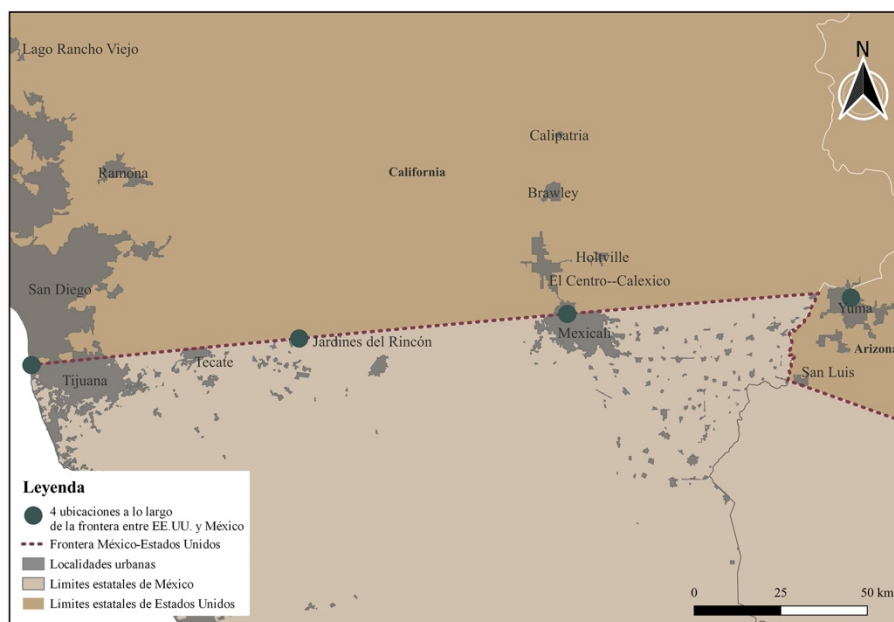 N
Lago Rancho Viejo
Calipatria
Ramona
California
Brawley
Holtville
El Centro--Calexico
San Diego
Yuma
Mexicali
Jardines del Rincón
Arizona
Tecate
San Luis
Tijuana
Leyenda
4 ubicaciones a lo largo
de la frontera entre EE.UU. y México
Frontera México-Estados Unidos
Localidades urbanas
Limites estatales de México
Limites estatales de Estados Unidos
0 25 50 km